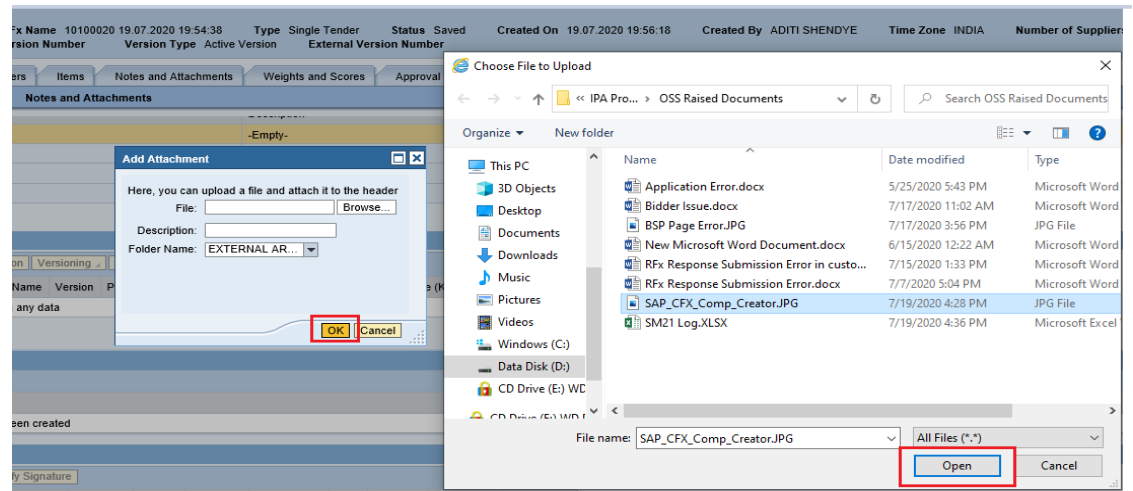 Fx Name 10100020 19.07.2020 19:54:38 Type Single Tender Status Saved Created On 19.07.2020 19:56:18 Created By ADITI SHENDYE Time Zone INDIA Number of Suppliers
rsion Number Version Type Active Version External Version Number
ers Items Notes and Attachments Weights and Scores Approval
Notes and Attachments
-Empty-
Add Attachment
Here, you can upload a file and attach it to the header
File: Browse...
Description:
Folder Name: EXTERNAL AR...
OK Cancel
on Versioning
Name Version P
any data
een created
fy Signature
Choose File to Upload
« IPA Pro... › OSS Raised Documents
Search OSS Raised Documents
Organize New folder
This PC
3D Objects
Desktop
Documents
Downloads
Music
Pictures
Videos
Windows (C:)
Data Disk (D:)
CD Drive (E:) WD
Name Date modified Type
Application Error.docx 5/25/2020 5:43 PM Microsoft Word
Bidder Issue.docx 7/17/2020 11:02 AM Microsoft Word
BSP Page Error.JPG 7/17/2020 3:56 PM JPG File
New Microsoft Word Document.docx 6/15/2020 12:22 AM Microsoft Word
RFx Response Submission Error in custo... 7/15/2020 1:33 PM Microsoft Word
RFx Response Submission Error.docx 7/7/2020 5:04 PM Microsoft Word
SAP_CFX_Comp_Creator.JPG 7/19/2020 4:28 PM JPG File
SM21 Log.XLSX 7/19/2020 4:36 PM Microsoft Excel
File name: SAP_CFX_Comp_Creator.JPG All Files (*.*)
Open Cancel